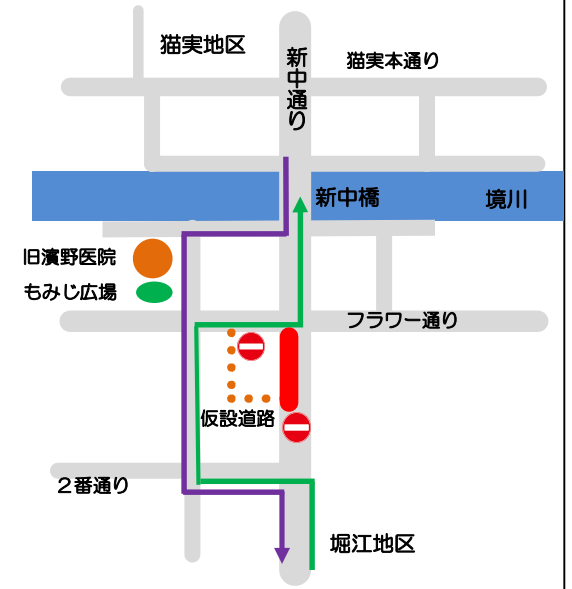 猫実地区
新中通り
猫実本通り
新中橋
境川
旧濱野医院
もみじ広場
フラワー通り
仮設道路
２番通り
堀江地区